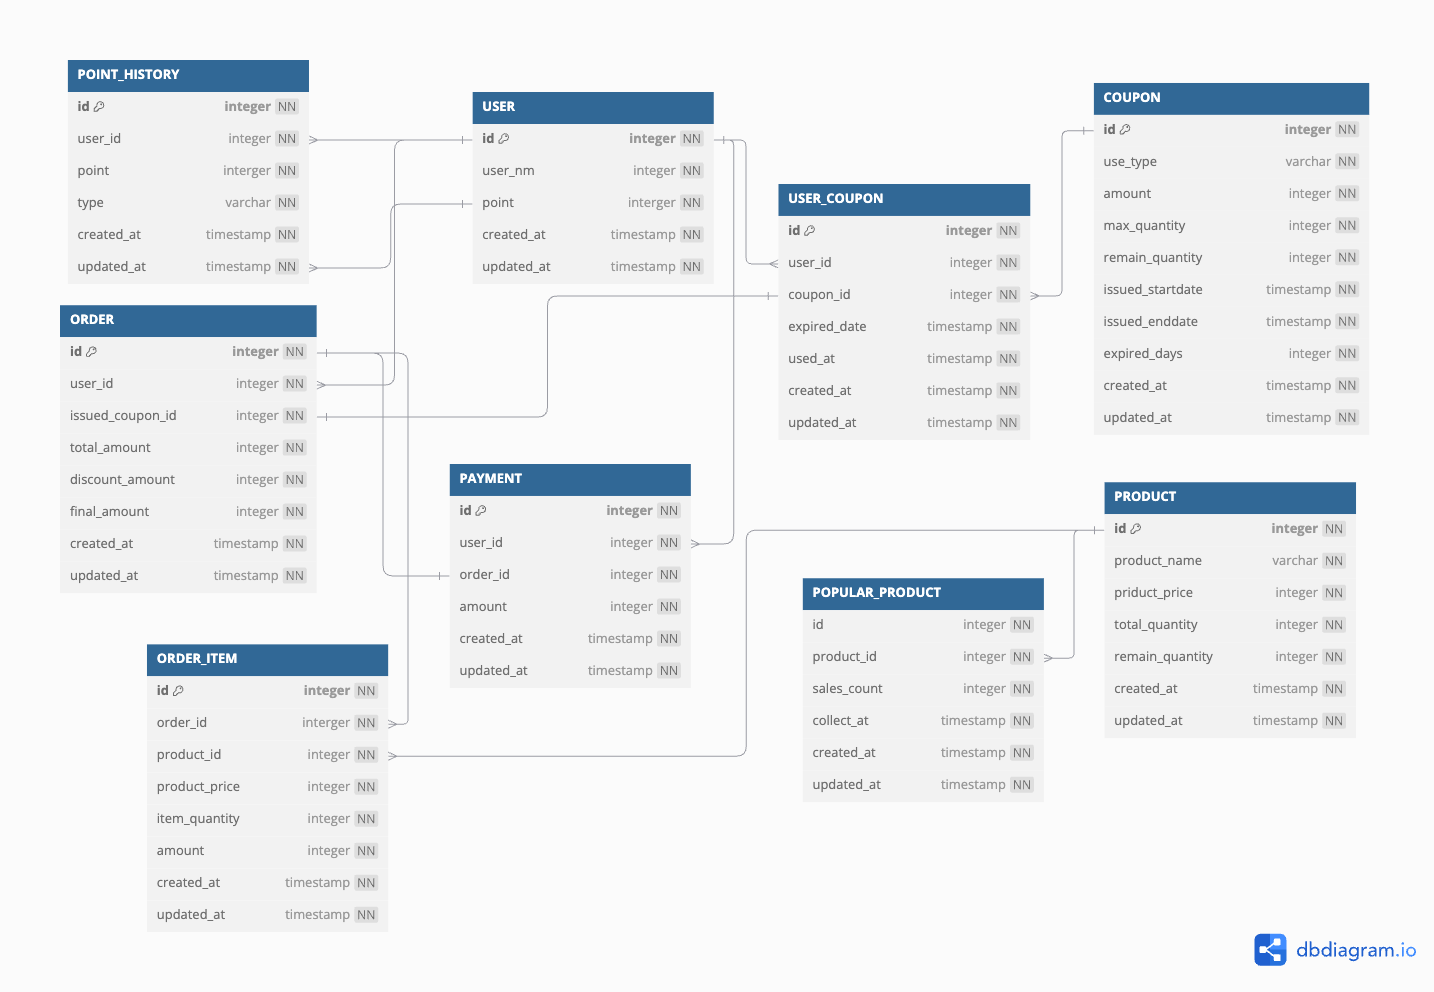 POINT_HISTORY
id integer NN
user_id integer NN
point interger NN
type varchar NN
created_at timestamp NN
updated_at timestamp NN
USER
id integer NN
user_nm integer NN
point interger NN
created_at timestamp NN
updated_at timestamp NN
COUPON
id integer NN
use_type varchar NN
amount integer NN
max_quantity integer NN
remain_quantity integer NN
issued_startdate timestamp NN
issued_enddate timestamp NN
expired_days integer NN
created_at timestamp NN
updated_at timestamp NN
USER_COUPON
id integer NN
user_id integer NN
coupon_id integer NN
expired_date timestamp NN
used_at timestamp NN
created_at timestamp NN
updated_at timestamp NN
ORDER
id integer NN
user_id integer NN
issued_coupon_id integer NN
total_amount integer NN
discount_amount integer NN
final_amount integer NN
created_at timestamp NN
updated_at timestamp NN
PAYMENT
id integer NN
user_id integer NN
order_id integer NN
amount integer NN
created_at timestamp NN
updated_at timestamp NN
PRODUCT
id integer NN
product_name varchar NN
priduct_price integer NN
total_quantity integer NN
remain_quantity integer NN
created_at timestamp NN
updated_at timestamp NN
POPULAR_PRODUCT
id integer NN
product_id integer NN
sales_count integer NN
collect_at timestamp NN
created_at timestamp NN
updated_at timestamp NN
ORDER_ITEM
id integer NN
order_id interger NN
product_id integer NN
product_price integer NN
item_quantity integer NN
amount integer NN
created_at timestamp NN
updated_at timestamp NN
dbdiagram.io